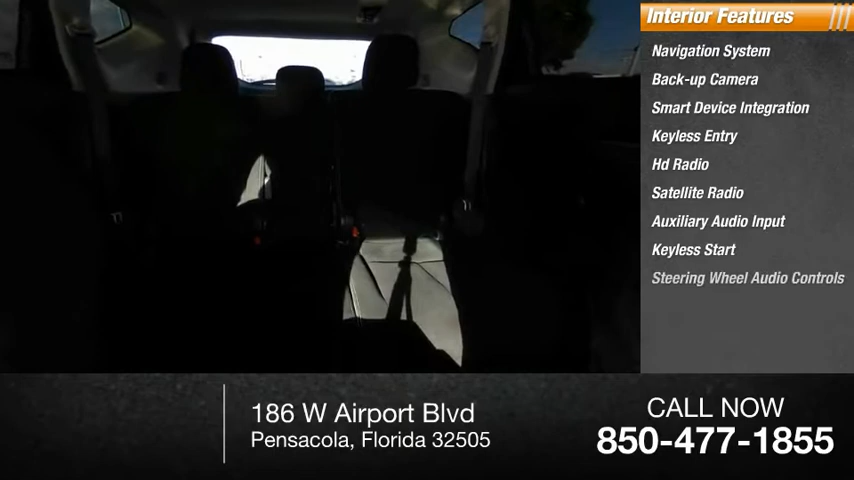 Interior Features
Navigation System
Back-up Camera
Smart Device Integration
Keyless Entry
Hd Radio
Satellite Radio
Auxiliary Audio Input
Keyless Start
Steering Wheel Audio Controls
186 W Airport Blvd
Pensacola, Florida 32505
CALL NOW
850-477-1855